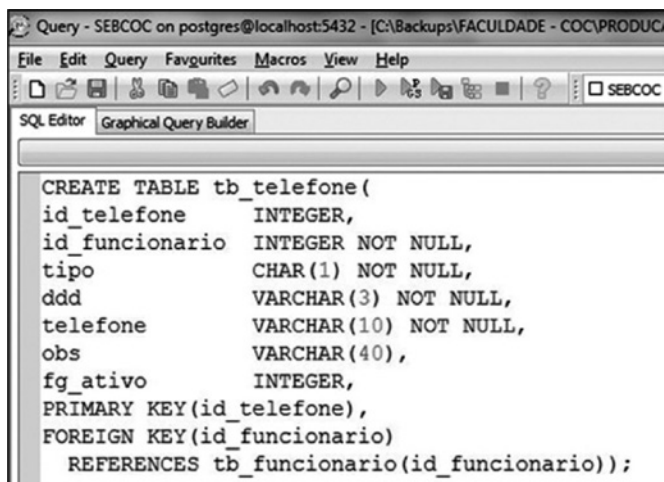 Query - SEBCOC on postgres@localhost:5432 - [C:\Backups\FACULDADE - COC\PRODUCA
File Edit Query Favourites Macros View Help
SEBCOC
SQL Editor Graphical Query Builder
CREATE TABLE tb_telefone(
id_telefone INTEGER,
id_funcionario INTEGER NOT NULL,
tipo CHAR(1) NOT NULL,
ddd VARCHAR(3) NOT NULL,
telefone VARCHAR(10) NOT NULL,
obs VARCHAR(40),
fg_ativo INTEGER,
PRIMARY KEY(id_telefone),
FOREIGN KEY(id_funcionario)
REFERENCES tb_funcionario(id_funcionario));